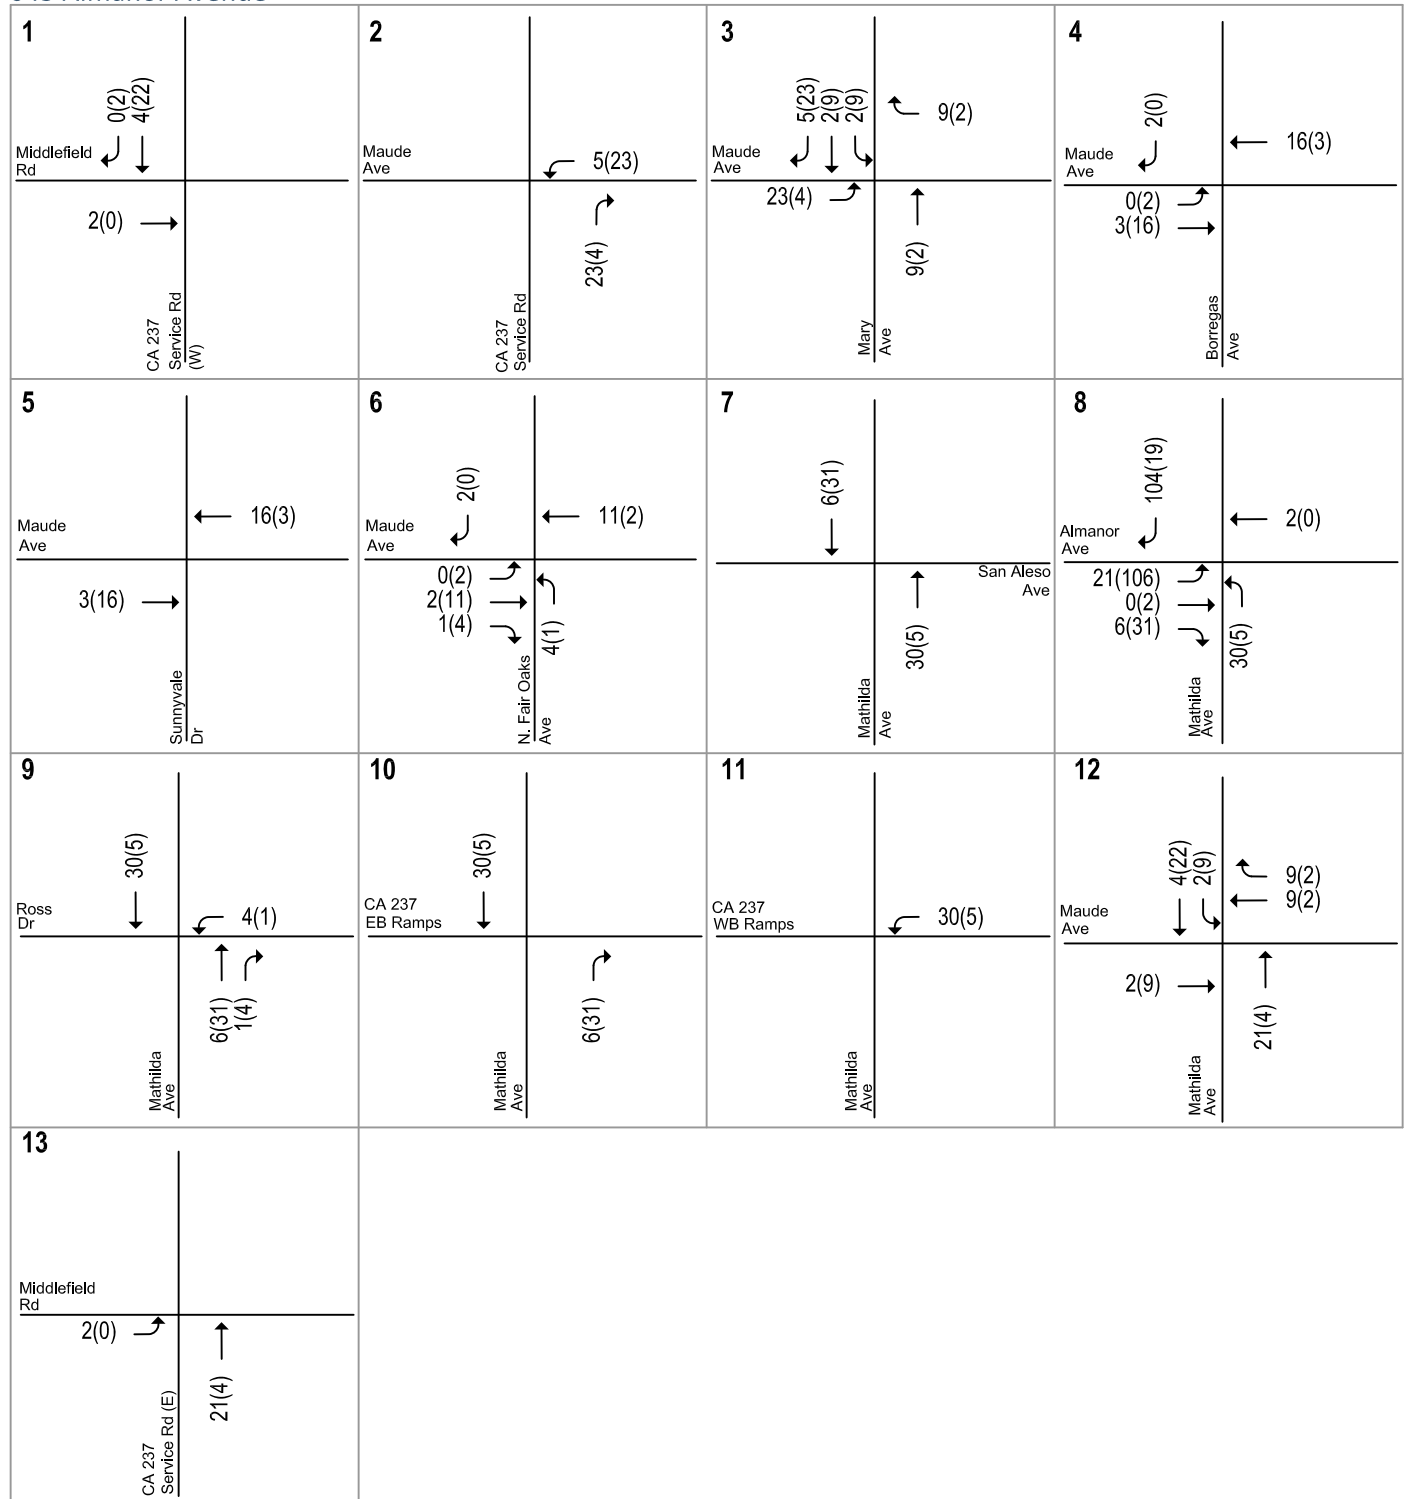 1
0(2)
4(22)
Middlefield
Rd
2(0)
CA 237
Service Rd
(W)
2
Maude
Ave
5(23)
23(4)
CA 237
Service Rd
3
5(23)
2(9)
2(9)
9(2)
Maude
Ave
23(4)
9(2)
Mary
Ave
4
2(0)
16(3)
Maude
Ave
0(2)
3(16)
Borregas
Ave
5
16(3)
Maude
Ave
3(16)
Sunnyvale
Dr
6
2(0)
11(2)
Maude
Ave
0(2)
2(11)
1(4)
4(1)
N. Fair Oaks
Ave
7
6(31)
San Aleso
Ave
30(5)
Mathilda
Ave
8
104(19)
2(0)
Almanor
Ave
21(106)
0(2)
6(31)
30(5)
Mathilda
Ave
9
30(5)
Ross
Dr
4(1)
6(31)
1(4)
Mathilda
Ave
10
30(5)
CA 237
EB Ramps
6(31)
Mathilda
Ave
11
CA 237
WB Ramps
30(5)
Mathilda
Ave
12
4(22)
2(9)
9(2)
9(2)
Maude
Ave
2(9)
21(4)
Mathilda
Ave
13
Middlefield
Rd
2(0)
21(4)
CA 237
Service Rd (E)